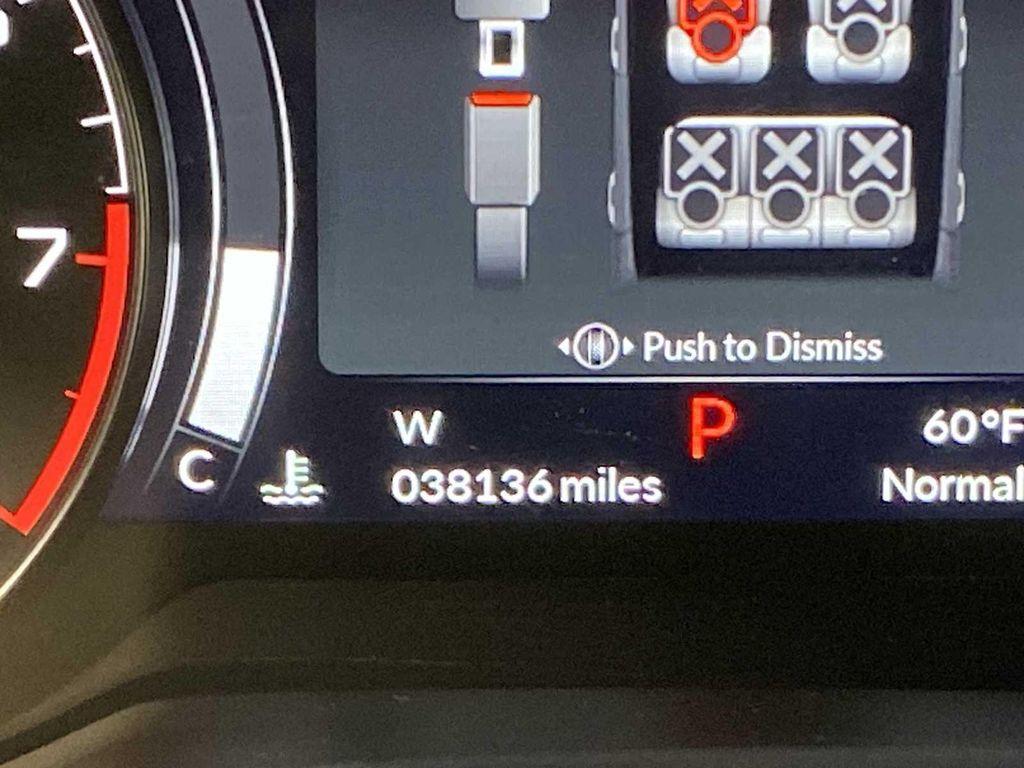 7
Push to Dismiss
W P 60°F
038136 miles Normal
C